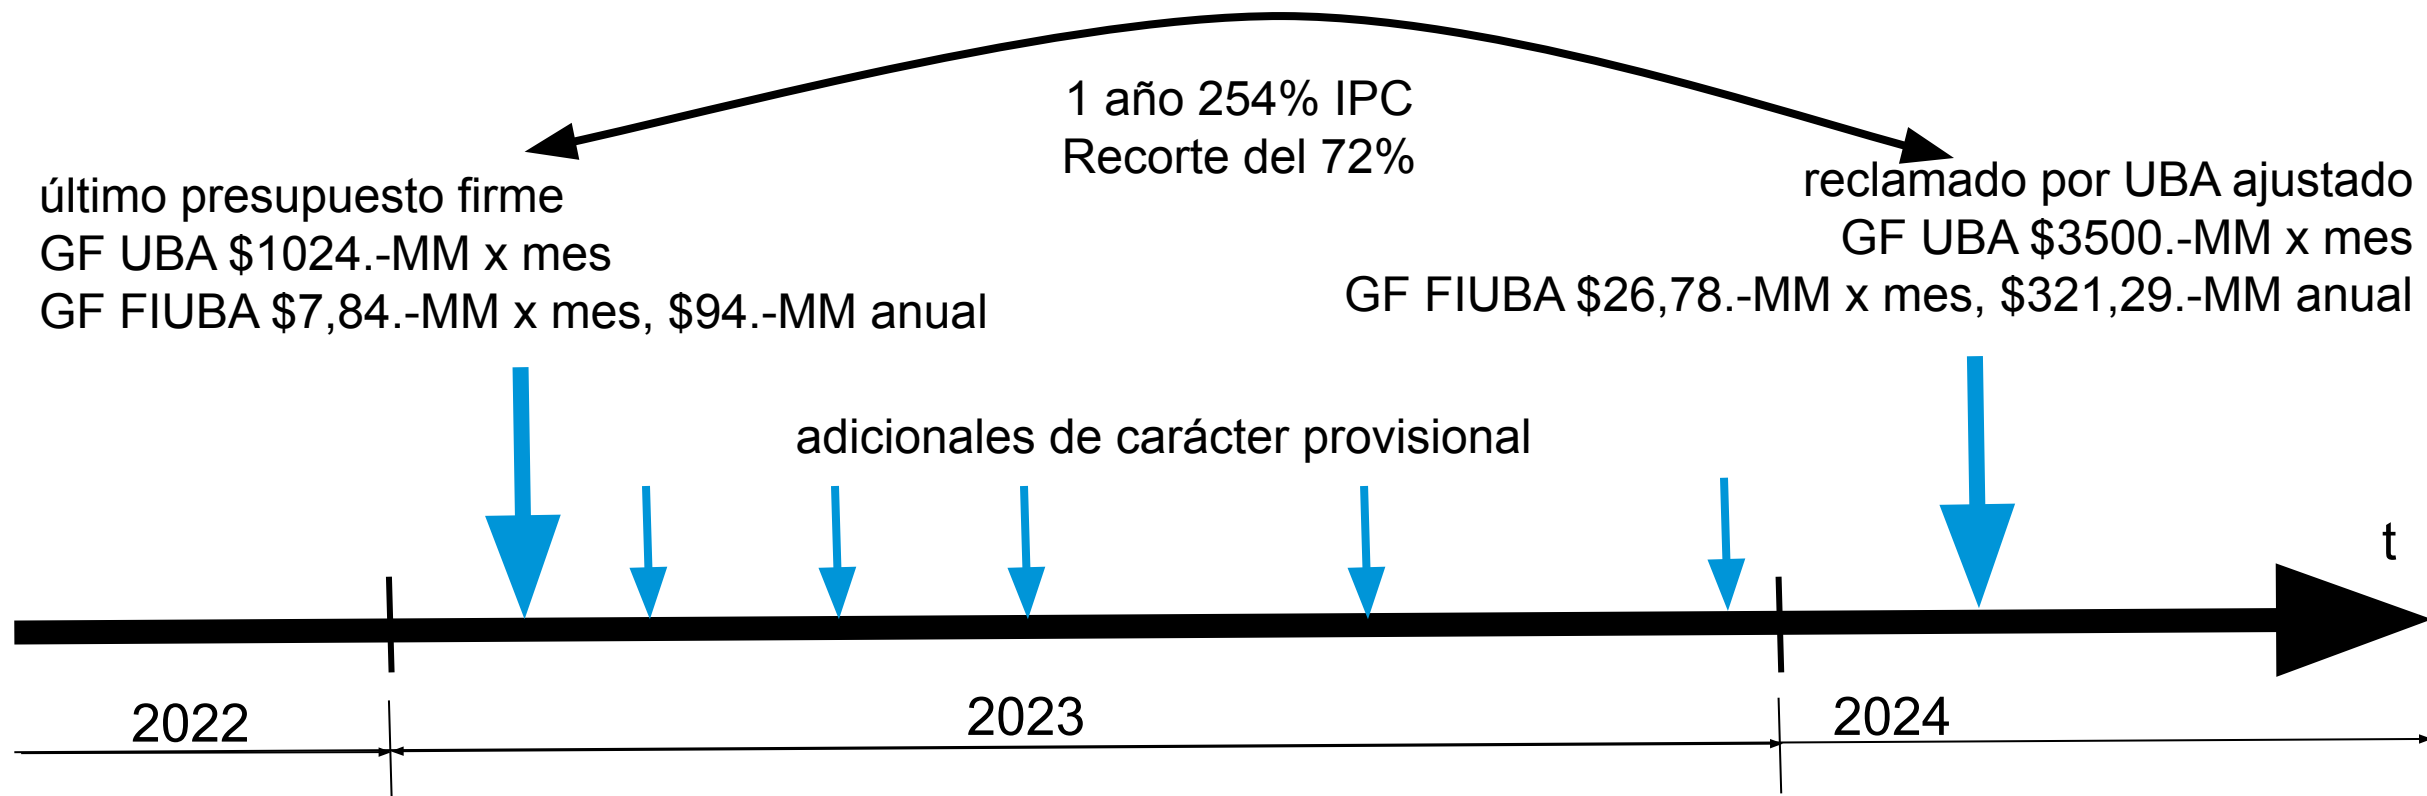 1 año 254% IPC
Recorte del 72%
último presupuesto firme
GF UBA $1024.-MM x mes
GF FIUBA $7,84.-MM x mes, $94.-MM anual
reclamado por UBA ajustado
GF UBA $3500.-MM x mes
GF FIUBA $26,78.-MM x mes, $321,29.-MM anual
adicionales de carácter provisional
t
2022
2023
2024